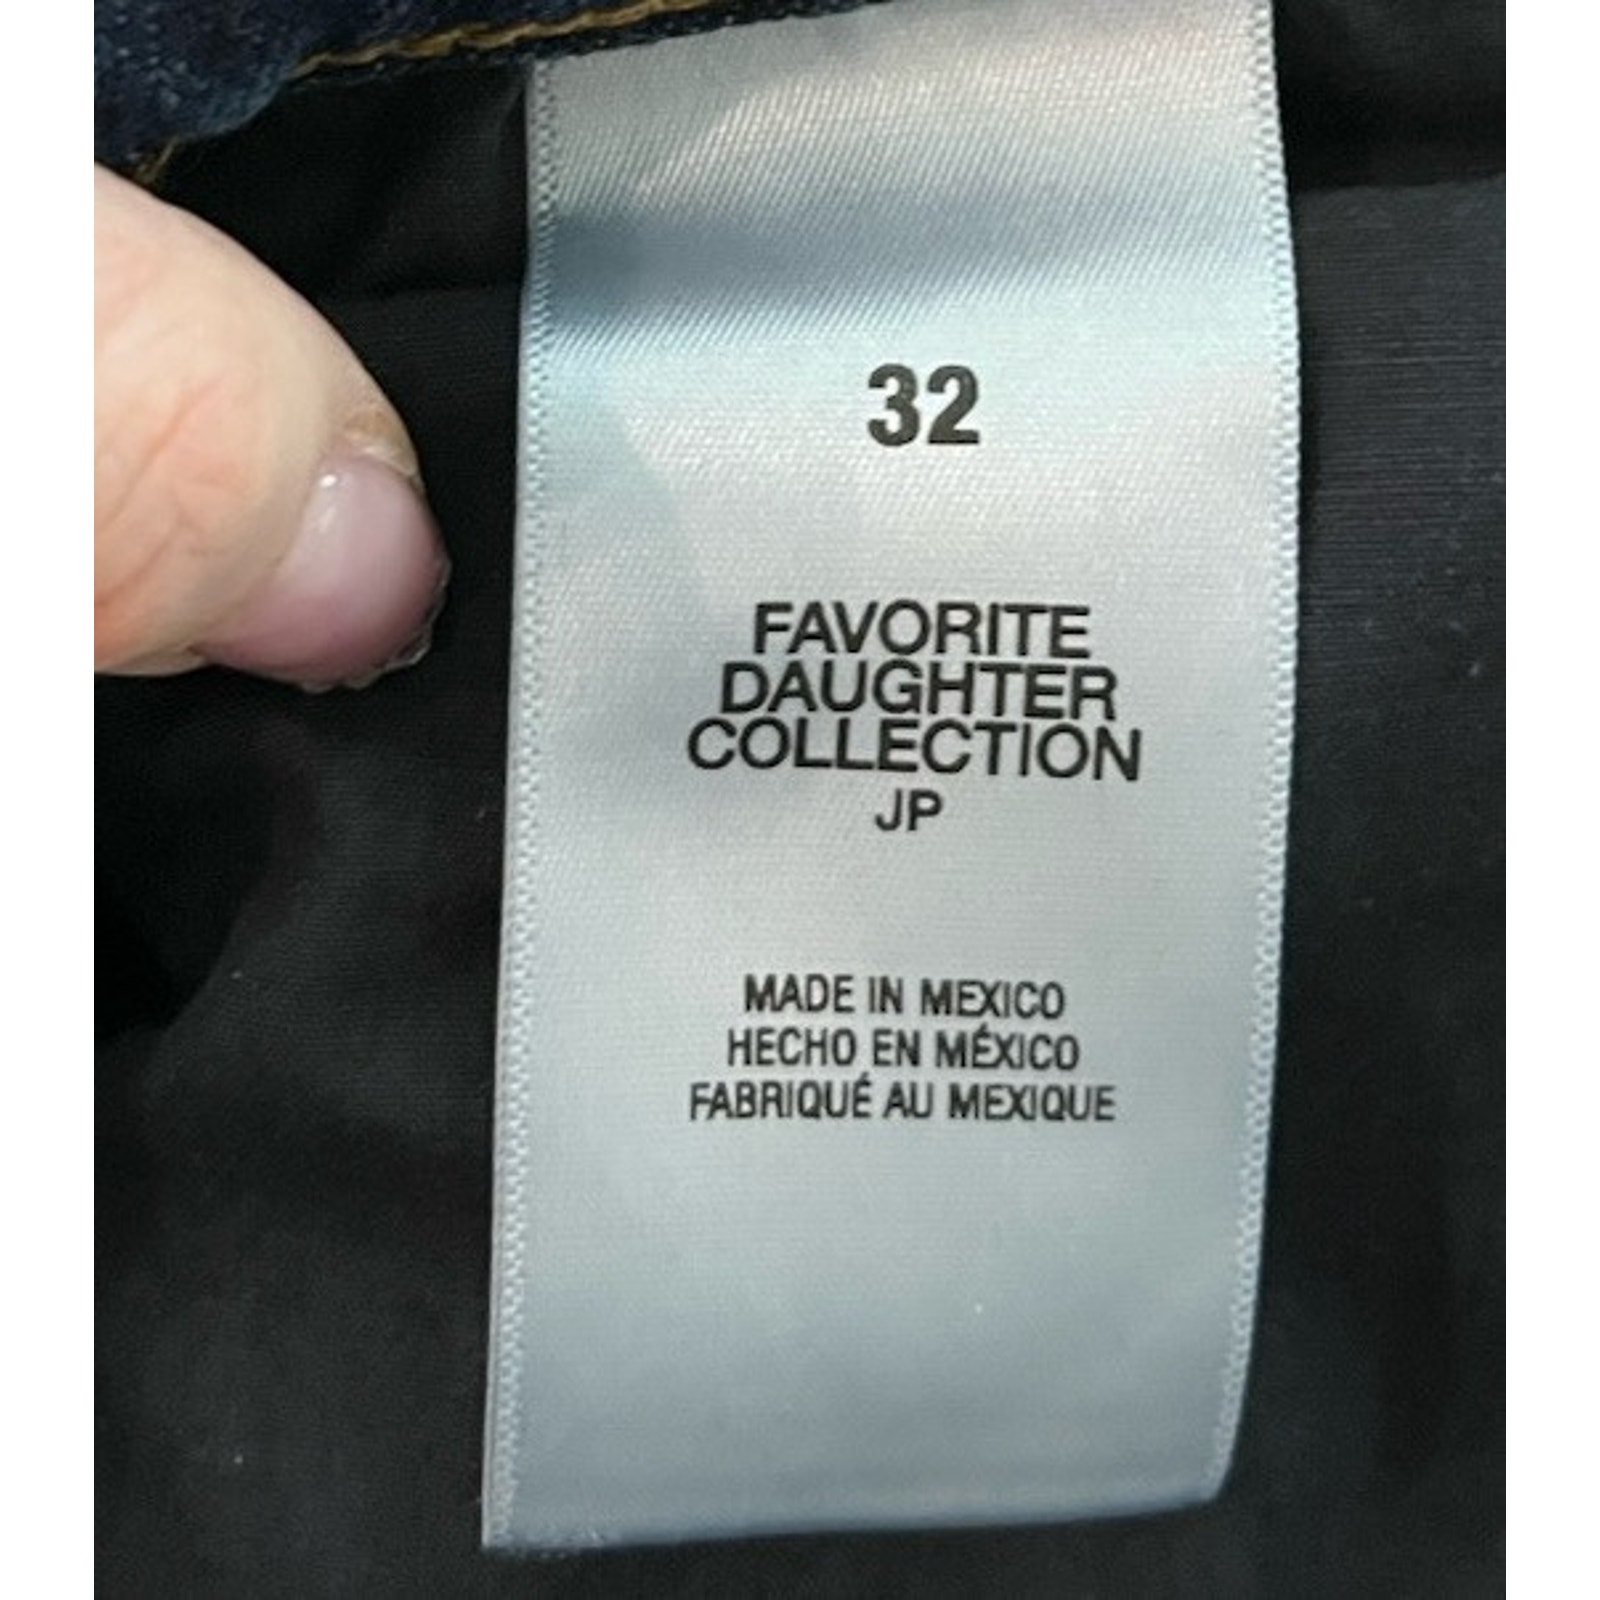 32
FAVORITE
DAUGHTER
COLLECTION
JP
MADE IN MEXICO
HECHO EN MÉXICO
FABRIQUÉ AU MEXIQUE